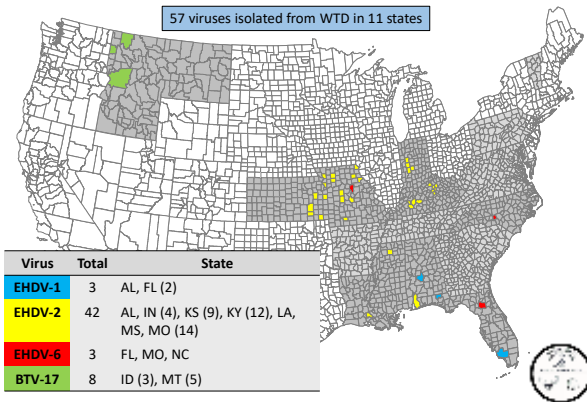 57 viruses isolated from WTD in 11 states
Virus Total State
EHDV-1 3 AL, FL (2)
EHDV-2 42 AL, IN (4), KS (9), KY (12), LA,
MS, MO (14)
EHDV-6 3 FL, MO, NC
BTV-17 8 ID (3), MT (5)